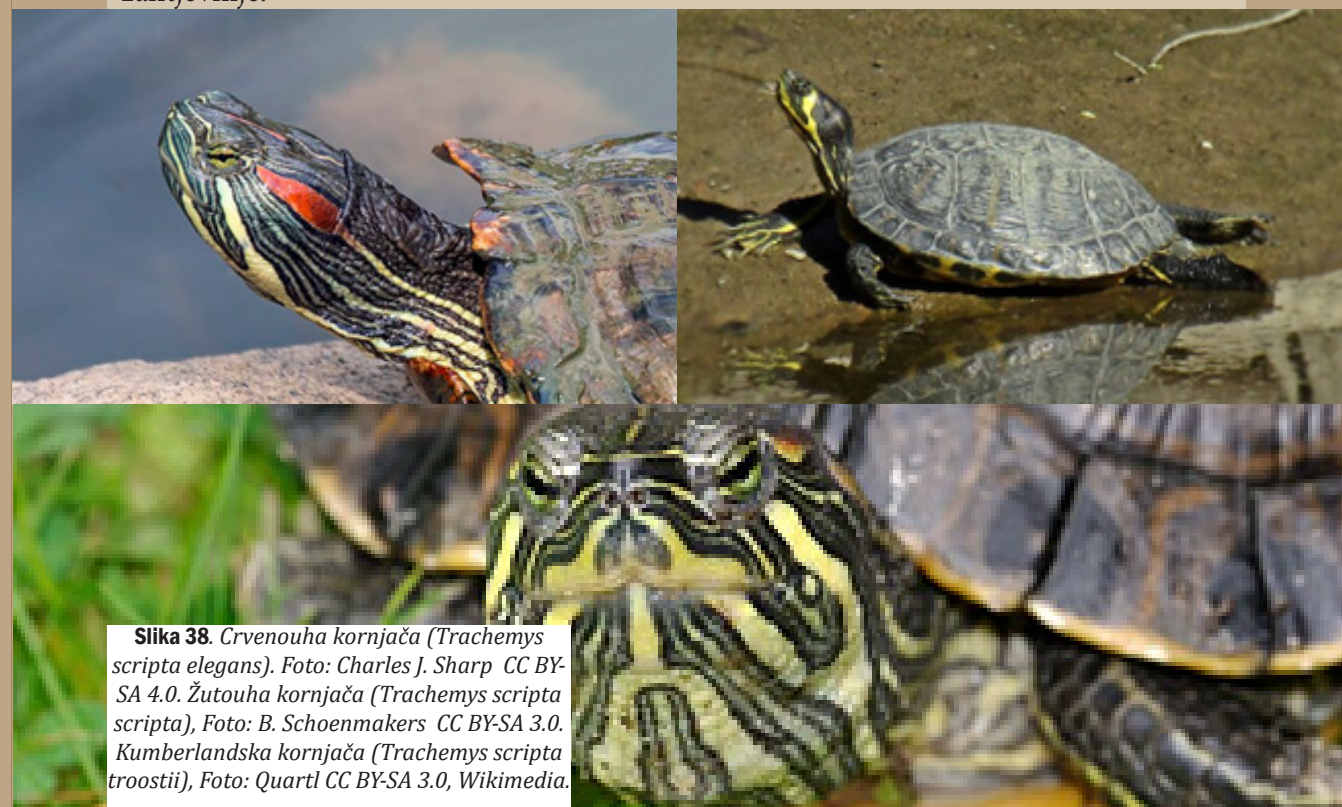 Slika 38. Crvenouha kornjača (Trachemys
scripta elegans). Foto: Charles J. Sharp CC BY-
SA 4.0. Žutouha kornjača (Trachemys scripta
scripta), Foto: B. Schoenmakers CC BY-SA 3.0.
Kumberlandska kornjača (Trachemys scripta
troostii), Foto: Quartl CC BY-SA 3.0, Wikimedia.